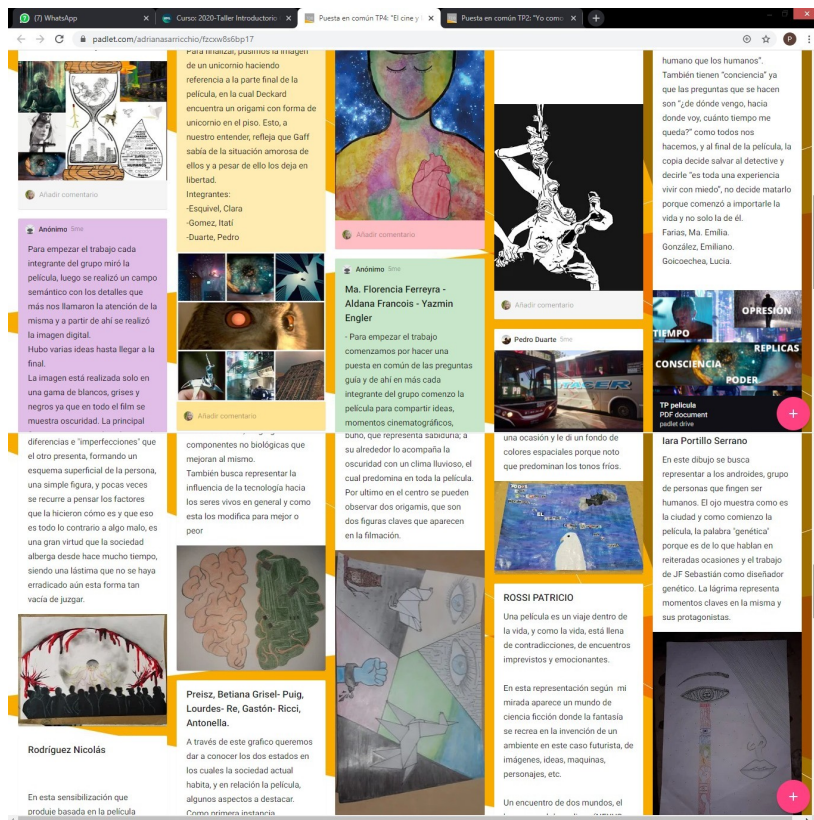 (7) WhatsApp
Curso: 2020-Taller Introductorio
Puesta en común TP4: "El cine y
Puesta en común TP2: "Yo como
padlet.com/adrianasarricchio/fzcxw8s6bp17
P
Añadir comentario
Anónimo 5me
Para empezar el trabajo cada
integrante del grupo miró la
película, luego se realizó un campo
semántico con los detalles que
más nos llamaron la atención de la
misma y a partir de ahí se realizó
la imagen digital.
Hubo varias ideas hasta llegar a la
final.
La imagen está realizada solo en
una gama de blancos, grises y
negros ya que en todo el film se
muestra oscuridad. La principal
Para finalizar, pusimos la imagen
de un unicornio haciendo
referencia a la parte final de la
película, en la cual Deckard
encuentra un origami con forma de
unicornio en el piso. Esto, a
nuestro entender, refleja que Gaff
sabía de la situación amorosa de
ellos y a pesar de ello los deja en
libertad.
Integrantes:
-Esquivel, Clara
-Gomez, Itatí
-Duarte, Pedro
Añadir comentario
Añadir comentario
Anónimo 5me
Ma. Florencia Ferreyra -
Aldana Francois - Yazmin
Engler
- Para empezar el trabajo
comenzamos por hacer una
puesta en común de las preguntas
guía y de ahí en más cada
integrante del grupo comenzo la
película para compartir ideas,
momentos cinematográficos,
Añadir comentario
Pedro Duarte 5me
humano que los humanos".
También tienen "conciencia" ya
que las preguntas que se hacen
son "¿de dónde vengo, hacia
donde voy, cuánto tiempo me
queda?" como todos nos
hacemos, y al final de la película, la
copia decide salvar al detective y
decirle "es toda una experiencia
vivir con miedo", no decide matarlo
porque comenzó a importarle la
vida y no solo la de él.
Farias, Ma. Emilia.
González, Emiliano.
Goicoechea, Lucia.
OPRESIÓN
TIEMPO
REPLICAS
CONSCIENCIA
PODER
TP pelicula
PDF document
padlet drive
diferencias e "imperfecciones" que
el otro presenta, formando un
esquema superficial de la persona,
una simple figura, y pocas veces
se recurre a pensar los factores
que la hicieron cómo es y que eso
es todo lo contrario a algo malo, es
una gran virtud que la sociedad
alberga desde hace mucho tiempo,
siendo una lástima que no se haya
erradicado aún esta forma tan
vacía de juzgar.
Rodríguez Nicolás
En esta sensibilización que
produje basada en la película
componentes no biológicas que
mejoran al mismo.
También busca representar la
influencia de la tecnología hacia
los seres vivos en general y como
esta los modifica para mejor o
peor
Preisz, Betiana Grisel- Puig,
Lourdes- Re, Gastón- Ricci,
Antonella.
A través de este grafico queremos
dar a conocer los dos estados en
los cuales la sociedad actual
habita, y en relación la película,
algunos aspectos a destacar.
Como primera instancia
búho, que representa sabiduría; a
su alrededor lo acompaña la
oscuridad con un clima lluvioso, el
cual predomina en toda la película.
Por ultimo en el centro se pueden
observar dos origamis, que son
dos figuras claves que aparecen
en la filmación.
una ocasión y le di un fondo de
colores espaciales porque noto
que predominan los tonos fríos.
ROSSI PATRICIO
Una película es un viaje dentro de
la vida, y como la vida, está llena
de contradicciones, de encuentros
imprevistos y emocionantes.
En esta representación según mi
mirada aparece un mundo de
ciencia ficción donde la fantasía
se recrea en la invención de un
ambiente en este caso futurista, de
imágenes, ideas, maquinas,
personajes, etc.
Un encuentro de dos mundos, el
Iara Portillo Serrano
En este dibujo se busca
representar a los androides, grupo
de personas que fingen ser
humanos. El ojo muestra como es
la ciudad y como comienzo la
película, la palabra "genética"
porque es de lo que hablan en
reiteradas ocasiones y el trabajo
de JF Sebastián como diseñador
genético. La lágrima representa
momentos claves en la misma y
sus protagonistas.